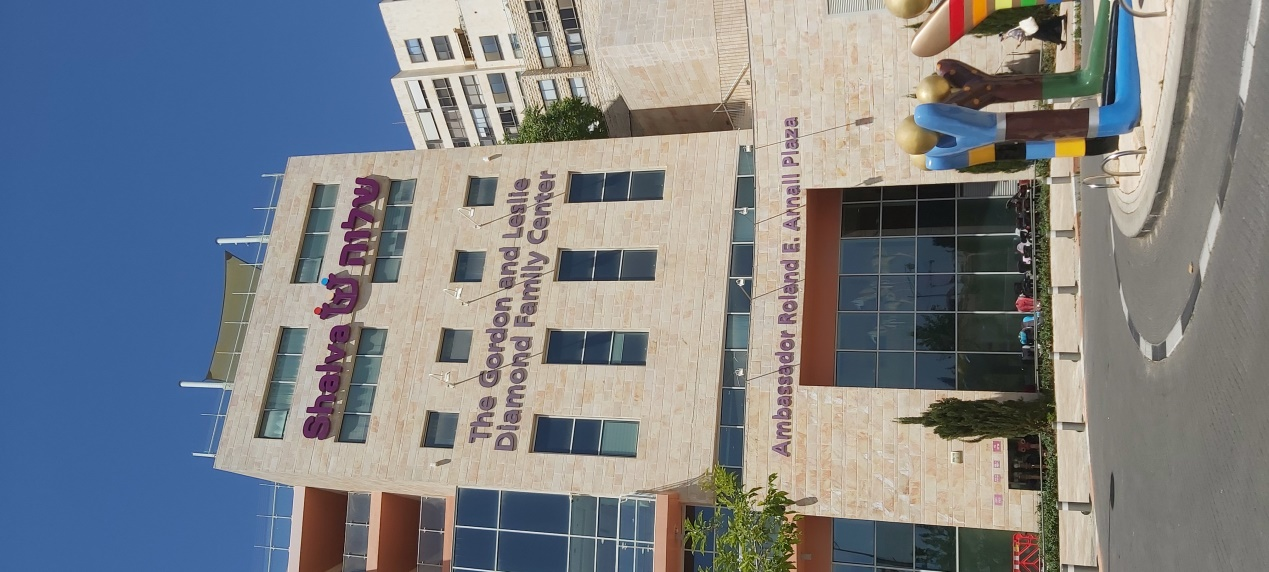 Shalva שלוה
The Gordon and Leslie
Diamond Family Center
Ambassador Roland E. Arnall Plaza